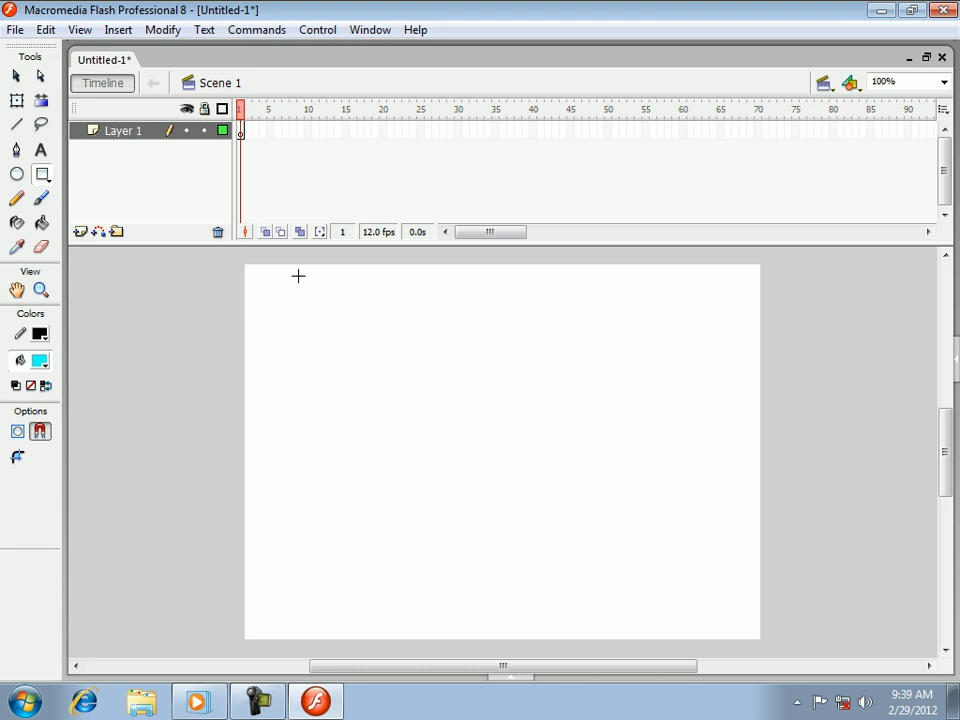 Macromedia Flash Professional 8 - [Untitled-1*]
File Edit View Insert Modify Text Commands Control Window Help
Tools
Untitled-1*
Timeline Scene 1 100%
1 5 10 15 20 25 30 35 40 45 50 55 60 65 70 75 80 85 90
Layer 1
1 12.0 fps 0.0s
View
Colors
Options
9:39 AM
2/29/2012